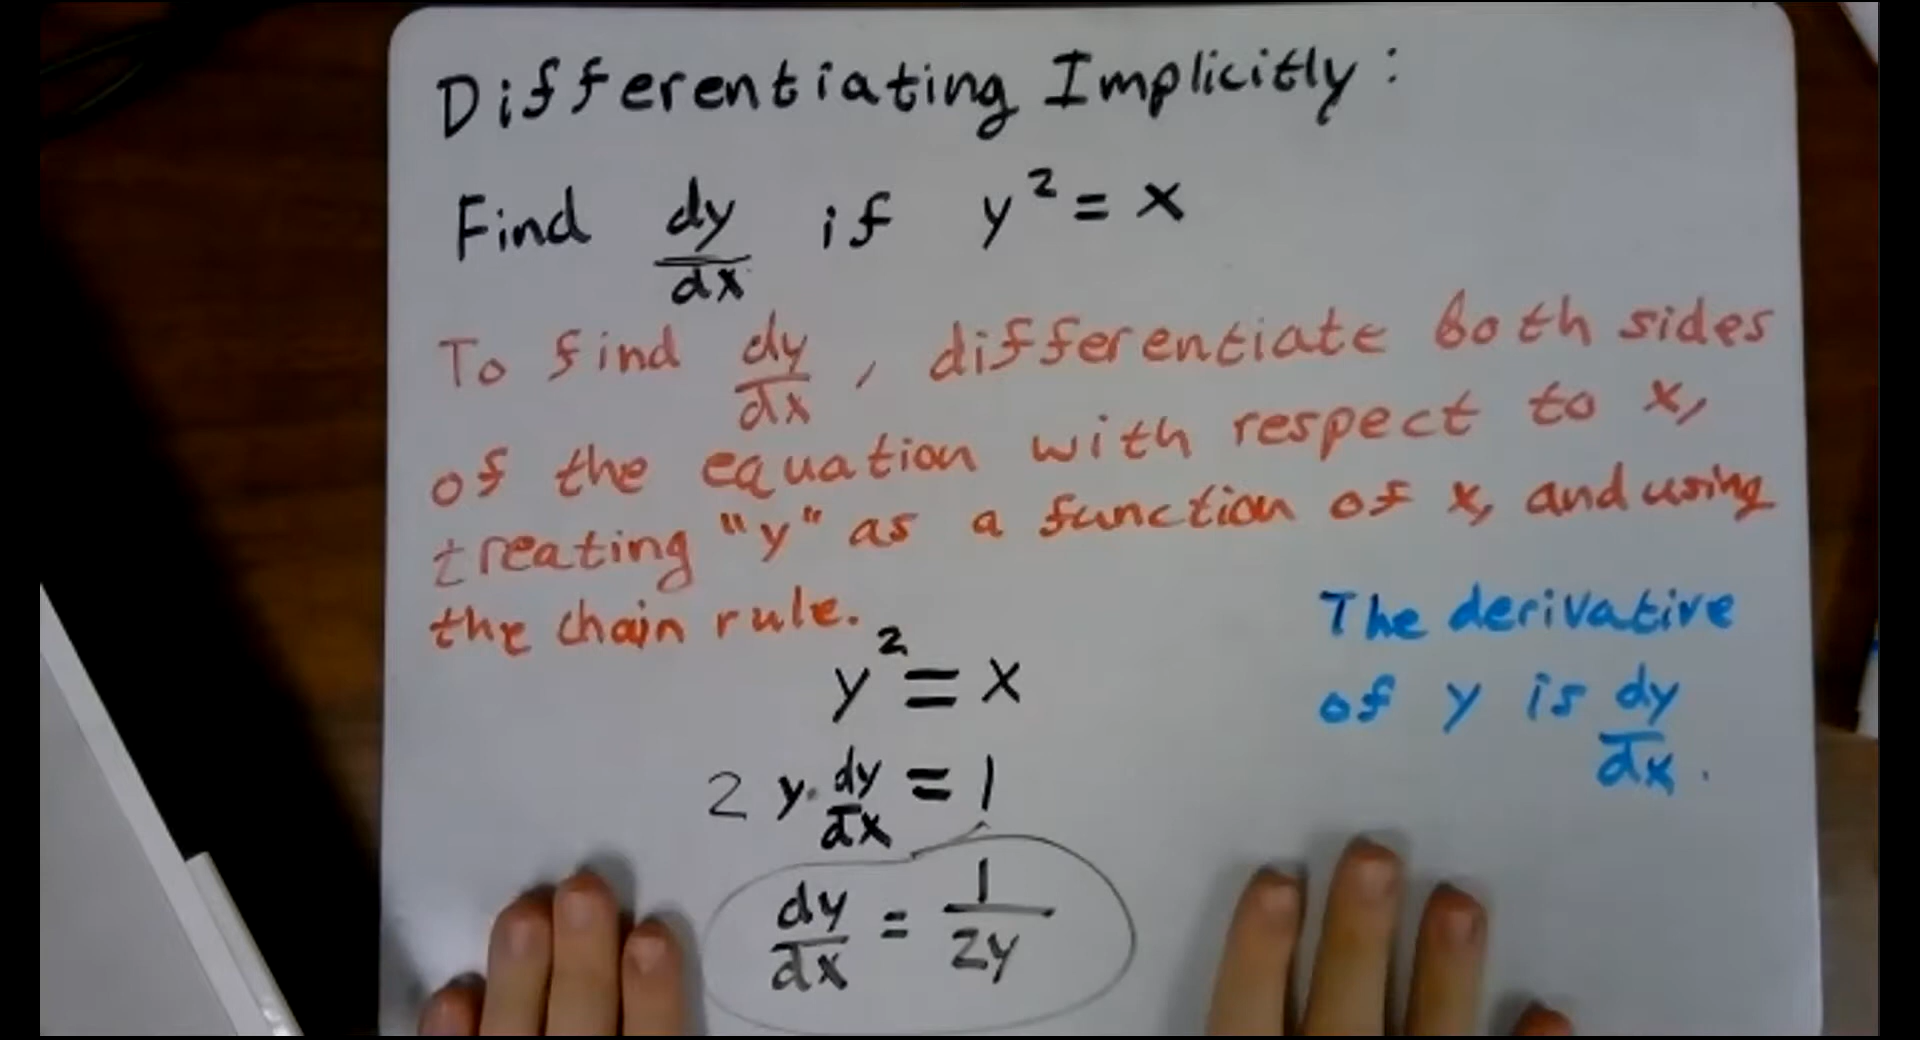 Differentiating Implicitly:
Find dy/dx if y² = x
To find dy/dx, differentiate both sides
of the equation with respect to x,
treating "y" as a function of x, and using
the chain rule.
y² = x
2y·dy/dx = 1
dy/dx = 1/2y
The derivative
of y is dy/dx.